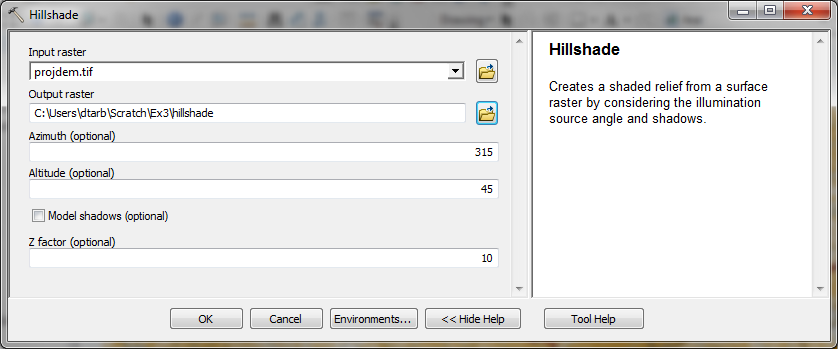 Hillshade
Input raster
projdem.tif
Output raster
C:\Users\dtarb\Scratch\Ex3\hillshade
Azimuth (optional)
315
Altitude (optional)
45
Model shadows (optional)
Z factor (optional)
10
Hillshade
Creates a shaded relief from a surface
raster by considering the illumination
source angle and shadows.
OK
Cancel
Environments...
<< Hide Help
Tool Help